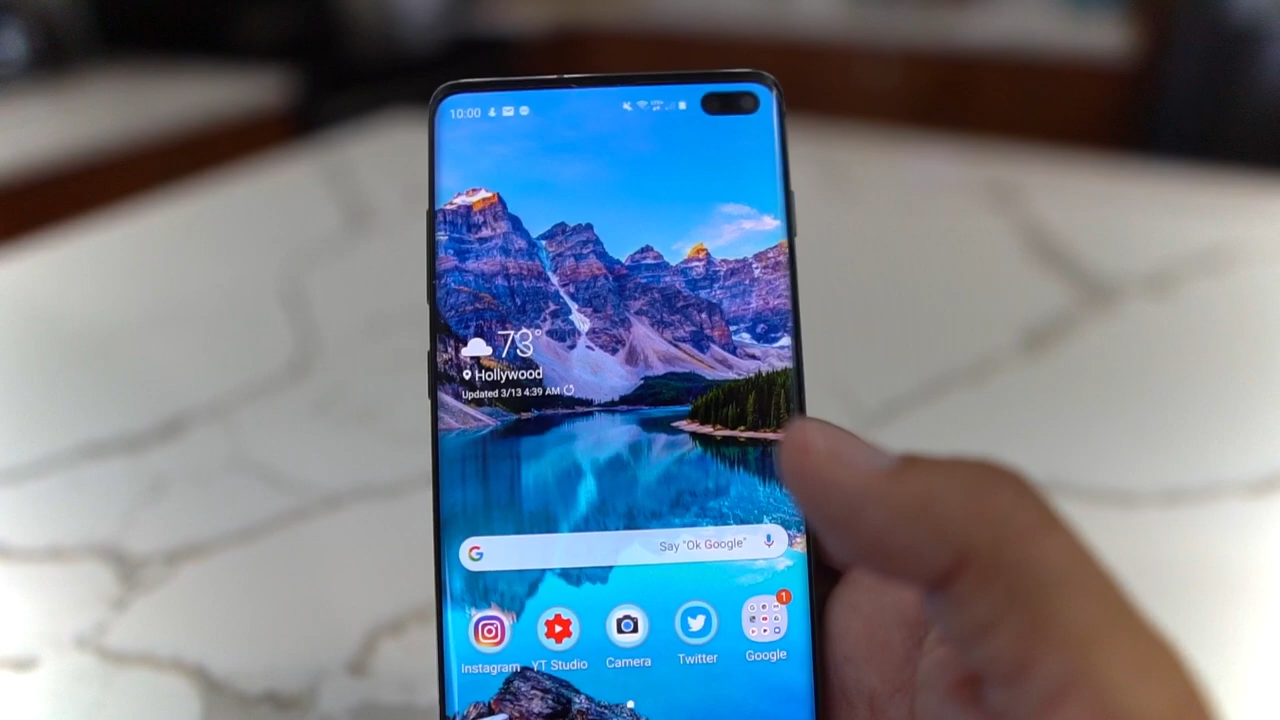 10:00
73°
Hollywood
Updated 3/13 4:39 AM
Say "Ok Google"
1
Instagram
YT Studio
Camera
Twitter
Google